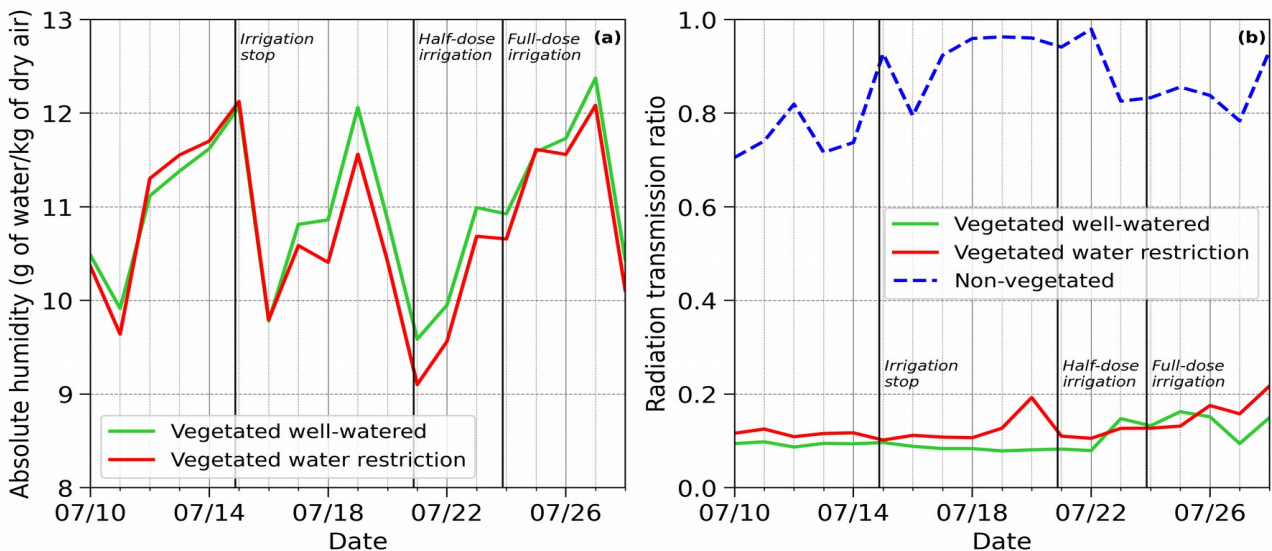 Absolute humidity (g of water/kg of dry air)
13
12
11
10
9
8
Irrigation
stop
Half-dose
irrigation
Full-dose
irrigation
(a)
Vegetated well-watered
Vegetated water restriction
07/10
07/14
07/18
07/22
07/26
Date
Radiation transmission ratio
1.0
0.8
0.6
0.4
0.2
0.0
(b)
Vegetated well-watered
Vegetated water restriction
Non-vegetated
Irrigation
stop
Half-dose
irrigation
Full-dose
irrigation
07/10
07/14
07/18
07/22
07/26
Date